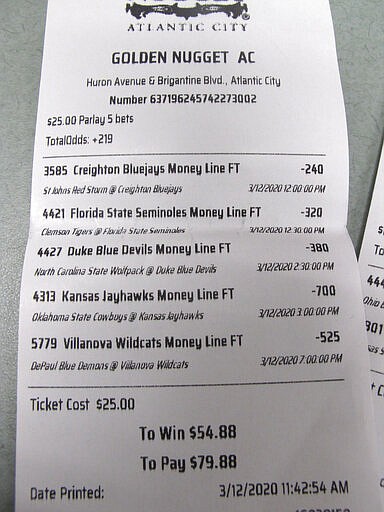 ATLANTIC CITY
GOLDEN NUGGET AC
Huron Avenue & Brigantine Blvd., Atlantic City
Number 637196245742273002
$25.00 Parlay 5 bets
TotalOdds: +219
3585 Creighton Bluejays Money Line FT -240
St Johns Red Storm @ Creighton Bluejays 3/12/2020 12:00:00 PM
4421 Florida State Seminoles Money Line FT -320
Clemson Tigers @ Florida State Seminoles 3/12/2020 12:30:00 PM
4427 Duke Blue Devils Money Line FT -380
North Carolina State Wolfpack @ Duke Blue Devils 3/12/2020 2:30:00 PM
4313 Kansas Jayhawks Money Line FT -700
Oklahoma State Cowboys @ Kansas Jayhawks 3/12/2020 3:00:00 PM
5779 Villanova Wildcats Money Line FT -525
DePaul Blue Demons @ Villanova Wildcats 3/12/2020 7:00:00 PM
Ticket Cost $25.00
To Win $54.88
To Pay $79.88
Date Printed: 3/12/2020 11:42:54 AM